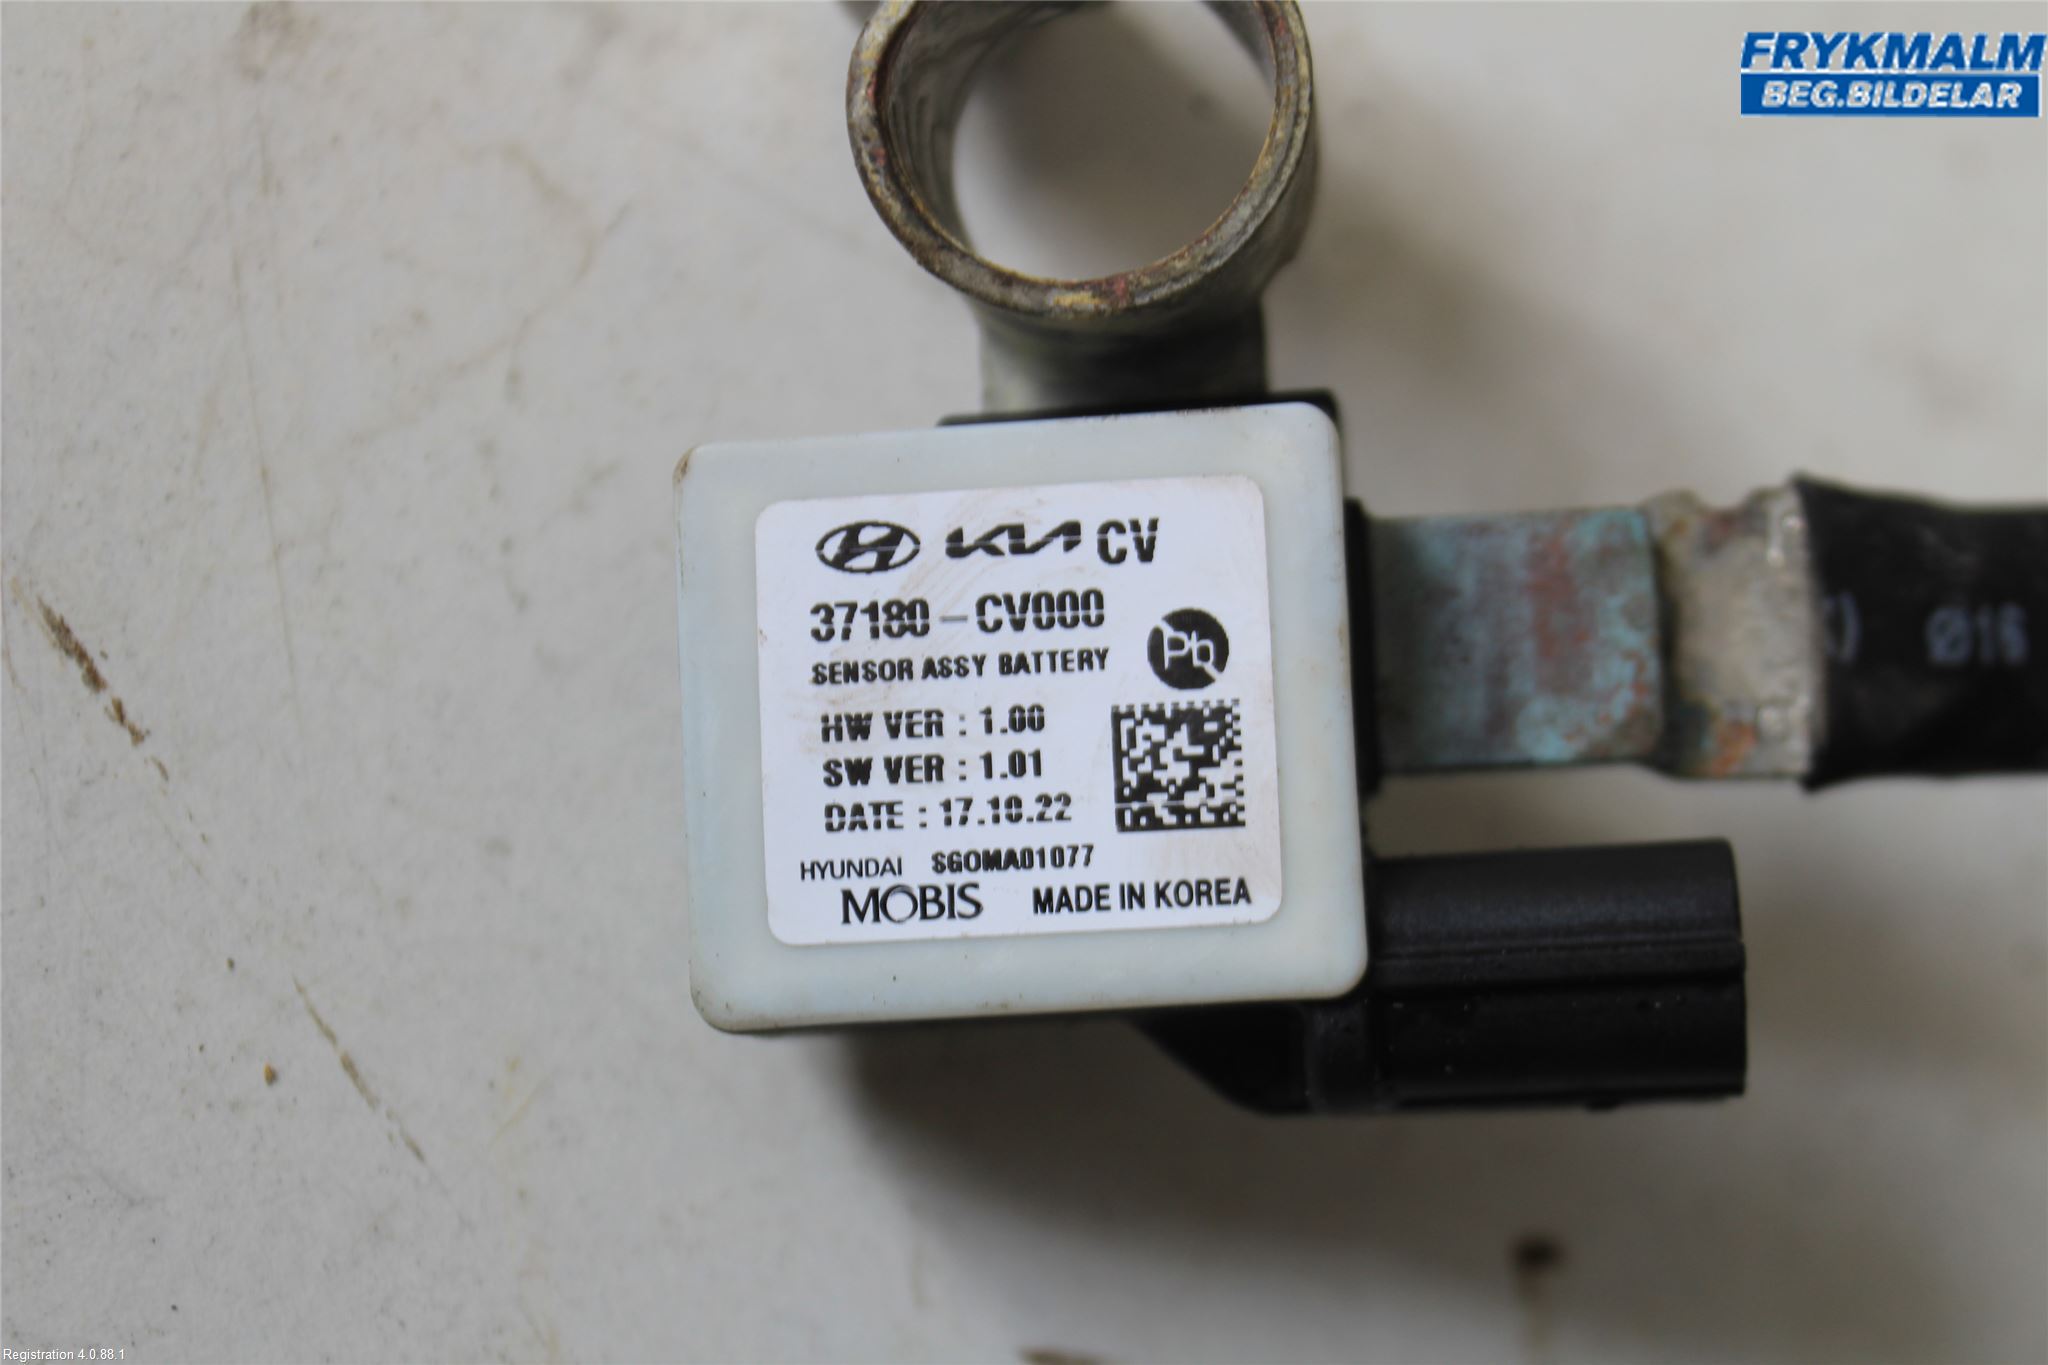 FRYKMALM
BEG.BILDELAR
KIA CV
37180-CV000
Pb
SENSOR ASSY BATTERY
HW VER : 1.00
SW VER : 1.01
DATE : 17.10.22
HYUNDAI SGOMA01077
MOBIS MADE IN KOREA
Ø16
Registration 4.0.88.1